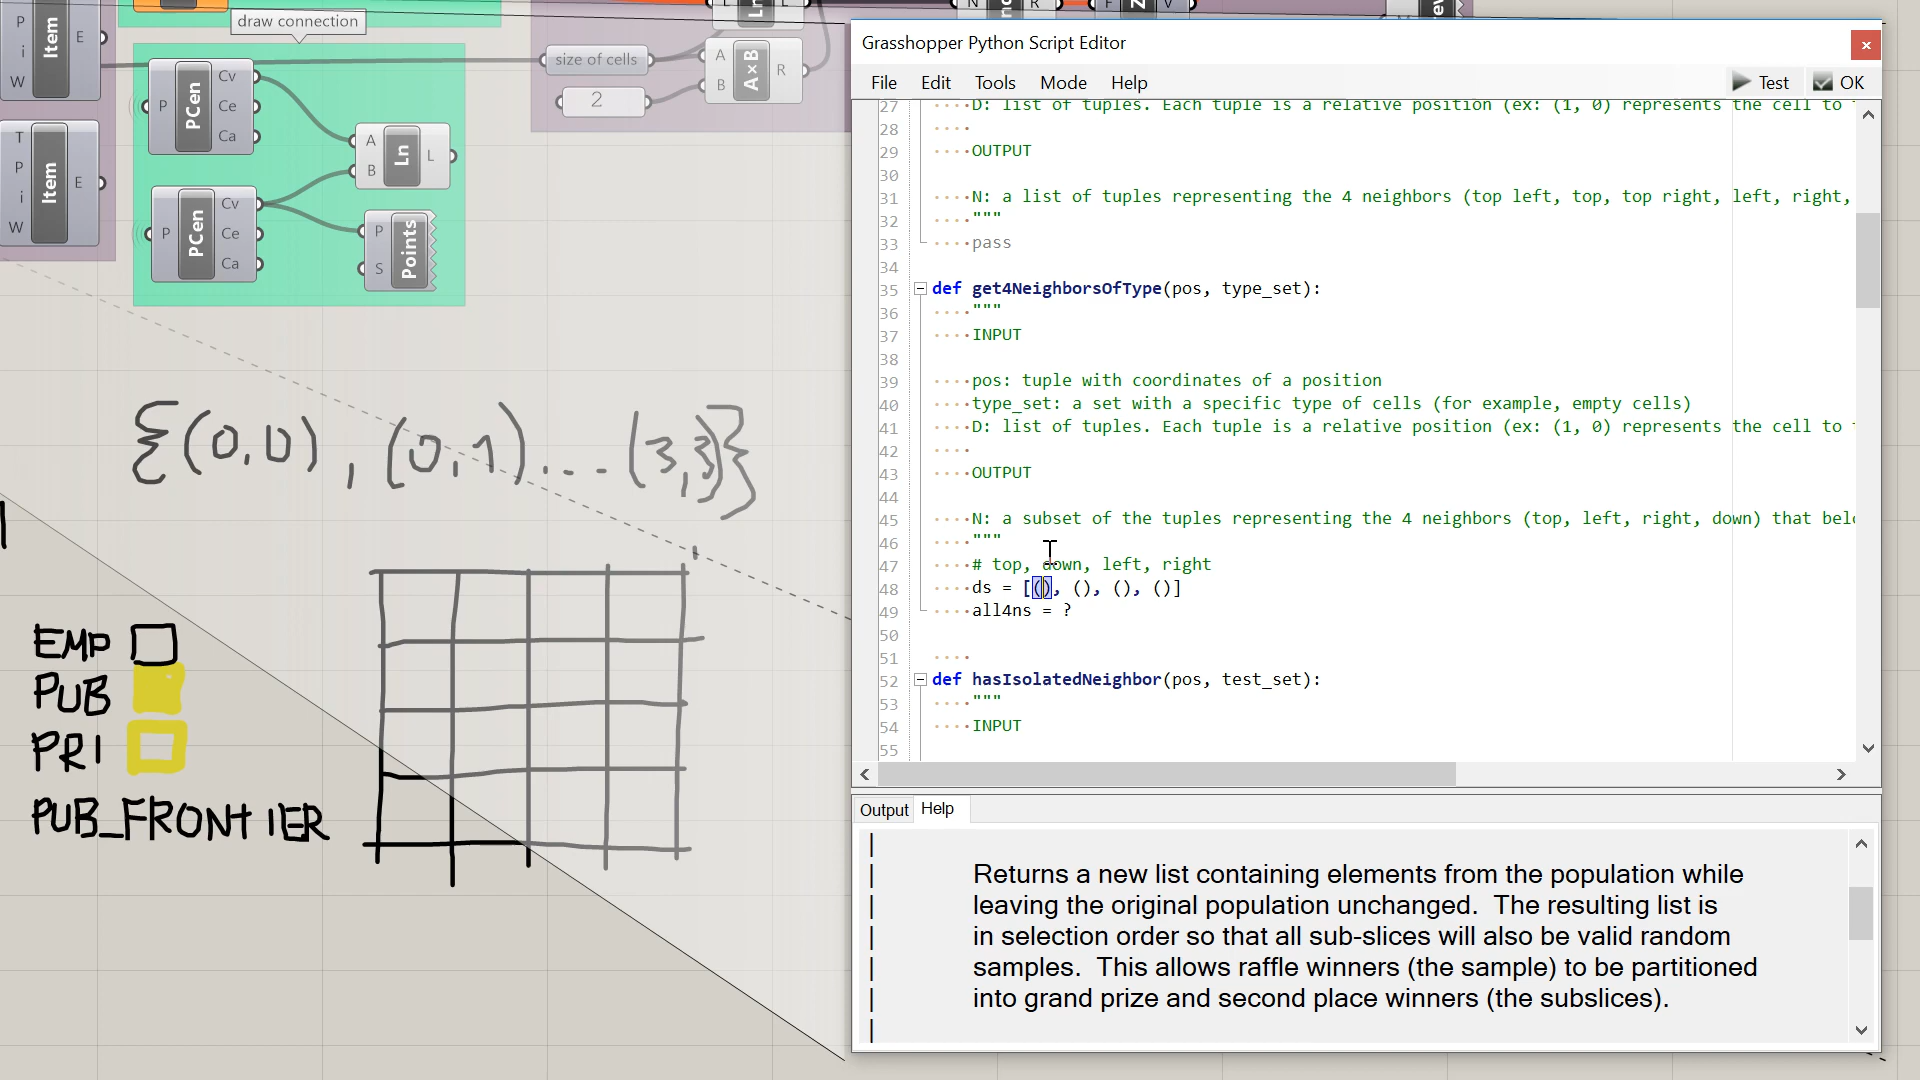 draw connection
P
i
W
Item
E
T
P
i
W
Item
E
P
PCen
Cv
Ce
Ca
P
PCen
Cv
Ce
Ca
A
B
Ln
L
P
S
Points
size of cells
2
A
B
A×B
R
N
R
F
V
{(0,0), (0,1)... (3,3)}
EMP
PUB
PRI
PUB_FRONTIER
Grasshopper Python Script Editor
File Edit Tools Mode Help
Test OK
27 ····D: list of tuples. Each tuple is a relative position (ex: (1, 0) represents the cell to
28 ····
29 ····OUTPUT
30
31 ····N: a list of tuples representing the 4 neighbors (top left, top, top right, left, right,
32 ····"""
33 ····pass
34
35 def get4NeighborsOfType(pos, type_set):
36 ····"""
37 ····INPUT
38
39 ····pos: tuple with coordinates of a position
40 ····type_set: a set with a specific type of cells (for example, empty cells)
41 ····D: list of tuples. Each tuple is a relative position (ex: (1, 0) represents the cell to
42 ····
43 ····OUTPUT
44
45 ····N: a subset of the tuples representing the 4 neighbors (top, left, right, down) that
46 ····"""
47 ····# top, down, left, right
48 ····ds = [(), (), (), ()]
49 ····all4ns = ?
50
51 ····
52 def hasIsolatedNeighbor(pos, test_set):
53 ····"""
54 ····INPUT
55
Output Help
|
| Returns a new list containing elements from the population while
| leaving the original population unchanged. The resulting list is
| in selection order so that all sub-slices will also be valid random
| samples. This allows raffle winners (the sample) to be partitioned
| into grand prize and second place winners (the subslices).
|